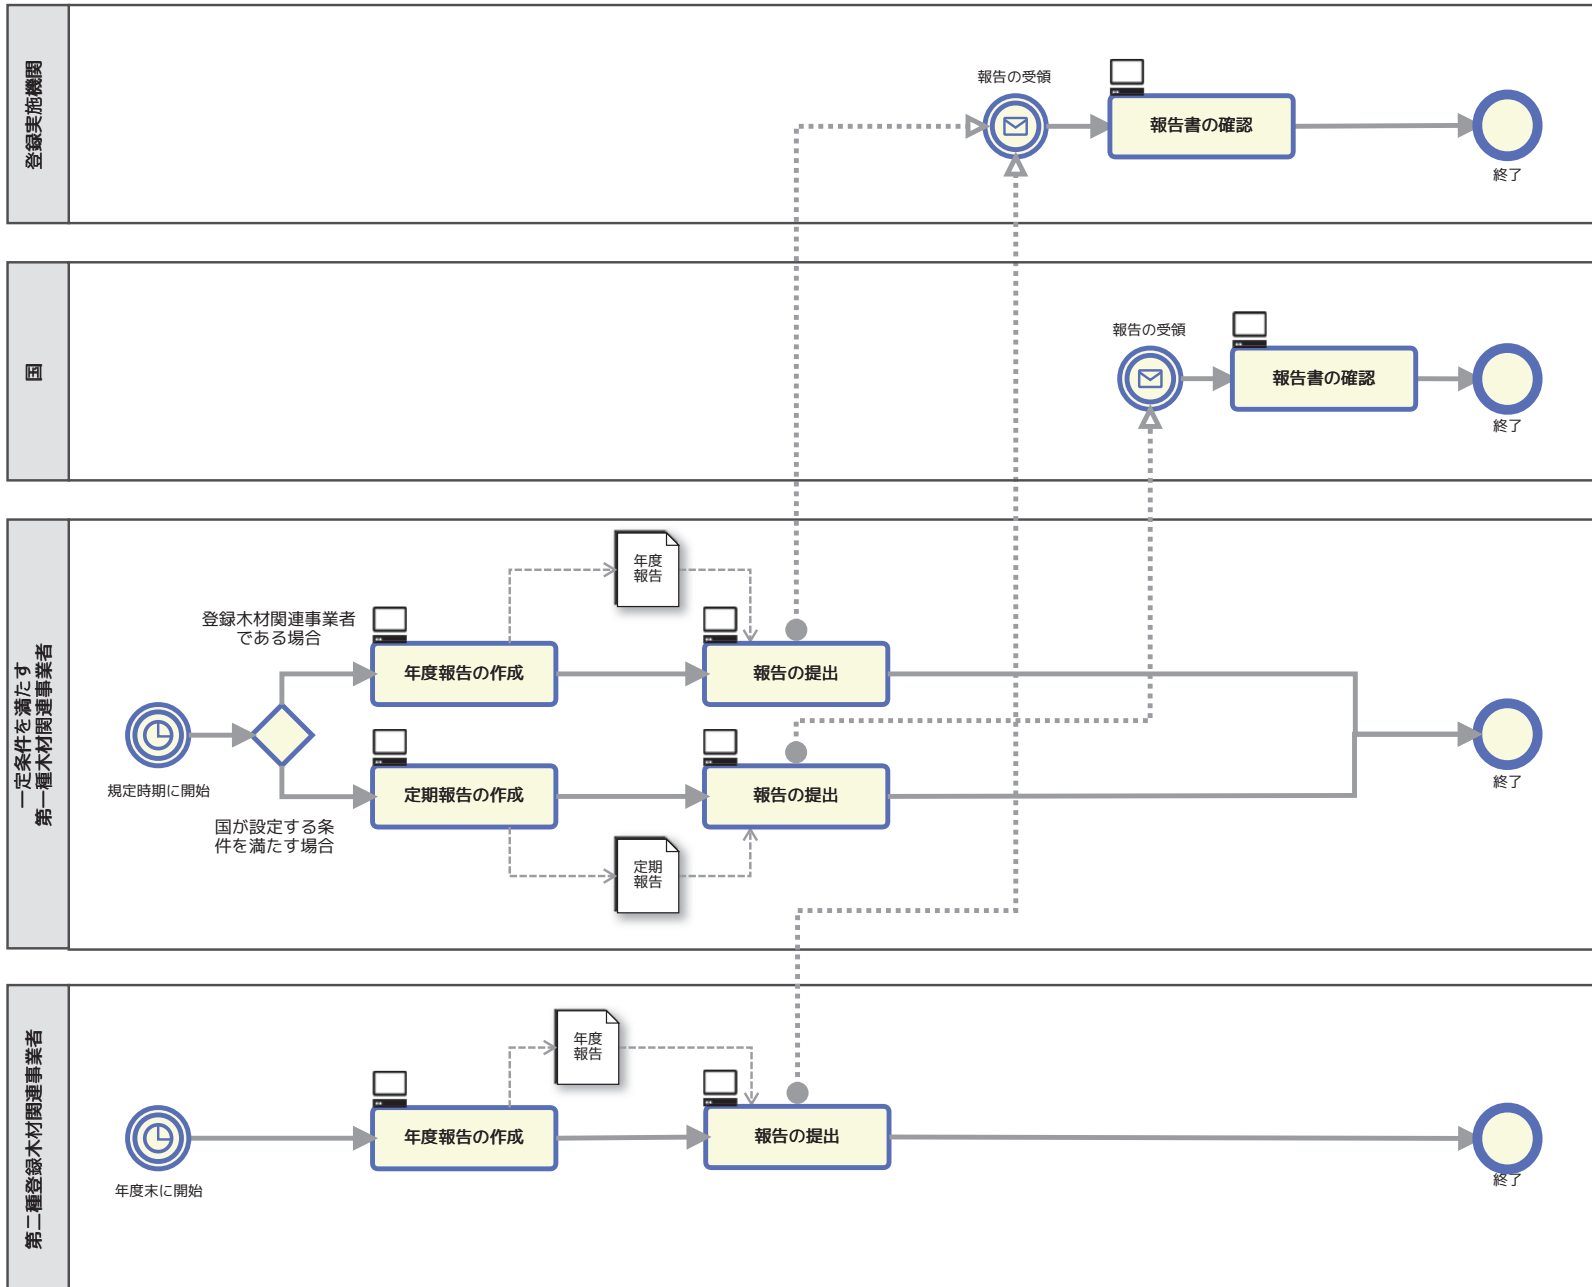 登録実施機関
報告の受領
報告書の確認
終了
国
報告の受領
報告書の確認
終了
一定条件を満たす
第一種木材関連事業者
規定時期に開始
登録木材関連事業者
である場合
国が設定する条
件を満たす場合
年度報告の作成
年度
報告
報告の提出
定期報告の作成
定期
報告
報告の提出
終了
第二種登録木材関連事業者
年度末に開始
年度報告の作成
年度
報告
報告の提出
終了